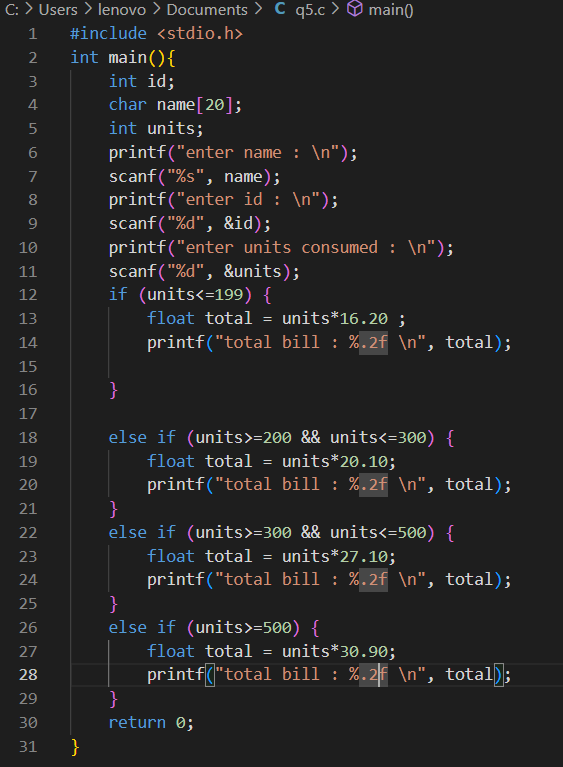 C: > Users > lenovo > Documents > C q5.c > main()
1 #include <stdio.h>
2 int main(){
3 int id;
4 char name[20];
5 int units;
6 printf("enter name : \n");
7 scanf("%s", name);
8 printf("enter id : \n");
9 scanf("%d", &id);
10 printf("enter units consumed : \n");
11 scanf("%d", &units);
12 if (units<=199) {
13 float total = units*16.20 ;
14 printf("total bill : %.2f \n", total);
15
16 }
17
18 else if (units>=200 && units<=300) {
19 float total = units*20.10;
20 printf("total bill : %.2f \n", total);
21 }
22 else if (units>=300 && units<=500) {
23 float total = units*27.10;
24 printf("total bill : %.2f \n", total);
25 }
26 else if (units>=500) {
27 float total = units*30.90;
28 printf("total bill : %.2f \n", total);
29 }
30 return 0;
31 }